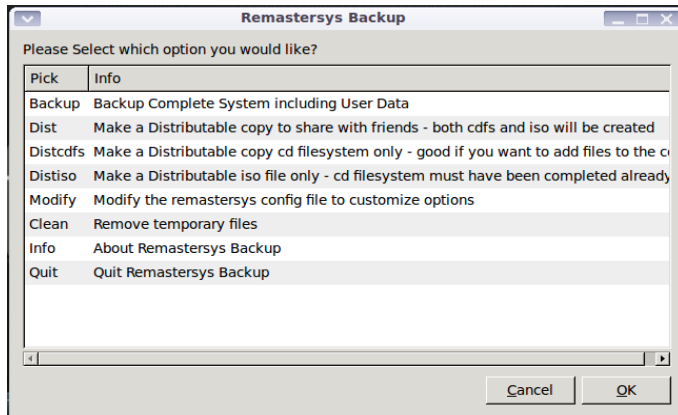 Remastersys Backup
Please Select which option you would like?
Pick Info
Backup Backup Complete System including User Data
Dist Make a Distributable copy to share with friends - both cdfs and iso will be created
Distcdfs Make a Distributable copy cd filesystem only - good if you want to add files to the
Distiso Make a Distributable iso file only - cd filesystem must have been completed already
Modify Modify the remastersys config file to customize options
Clean Remove temporary files
Info About Remastersys Backup
Quit Quit Remastersys Backup
Cancel OK